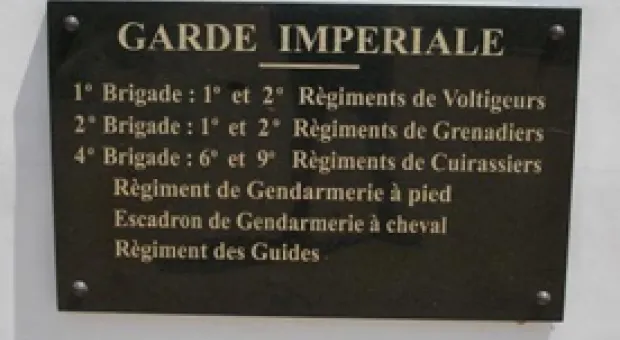 GARDE IMPERIALE
1° Brigade : 1° et 2° Règiments de Voltigeurs
2° Brigade : 1° et 2° Règiments de Grenadiers
4° Brigade : 6° et 9° Règiments de Cuirassiers
Règiment de Gendarmerie à pied
Escadron de Gendarmerie à cheval
Règiment des Guides